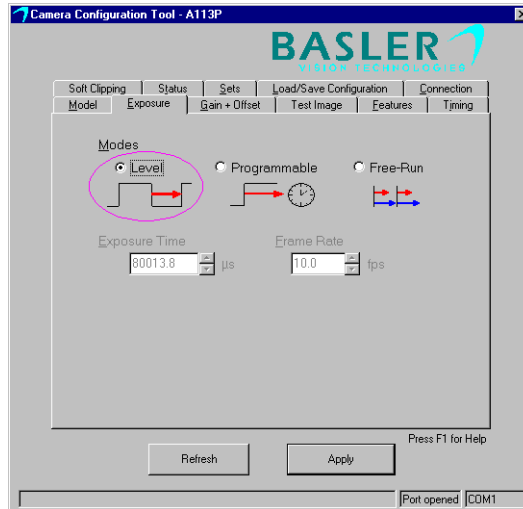 Camera Configuration Tool - A113P
BASLER
VISION TECHNOLOGIES
Soft Clipping Status Sets Load/Save Configuration Connection
Model Exposure Gain + Offset Test Image Features Timing
Modes
Level Programmable Free-Run
Exposure Time Frame Rate
80013.8 µs 10.0 fps
Press F1 for Help
Refresh Apply
Port opened COM1